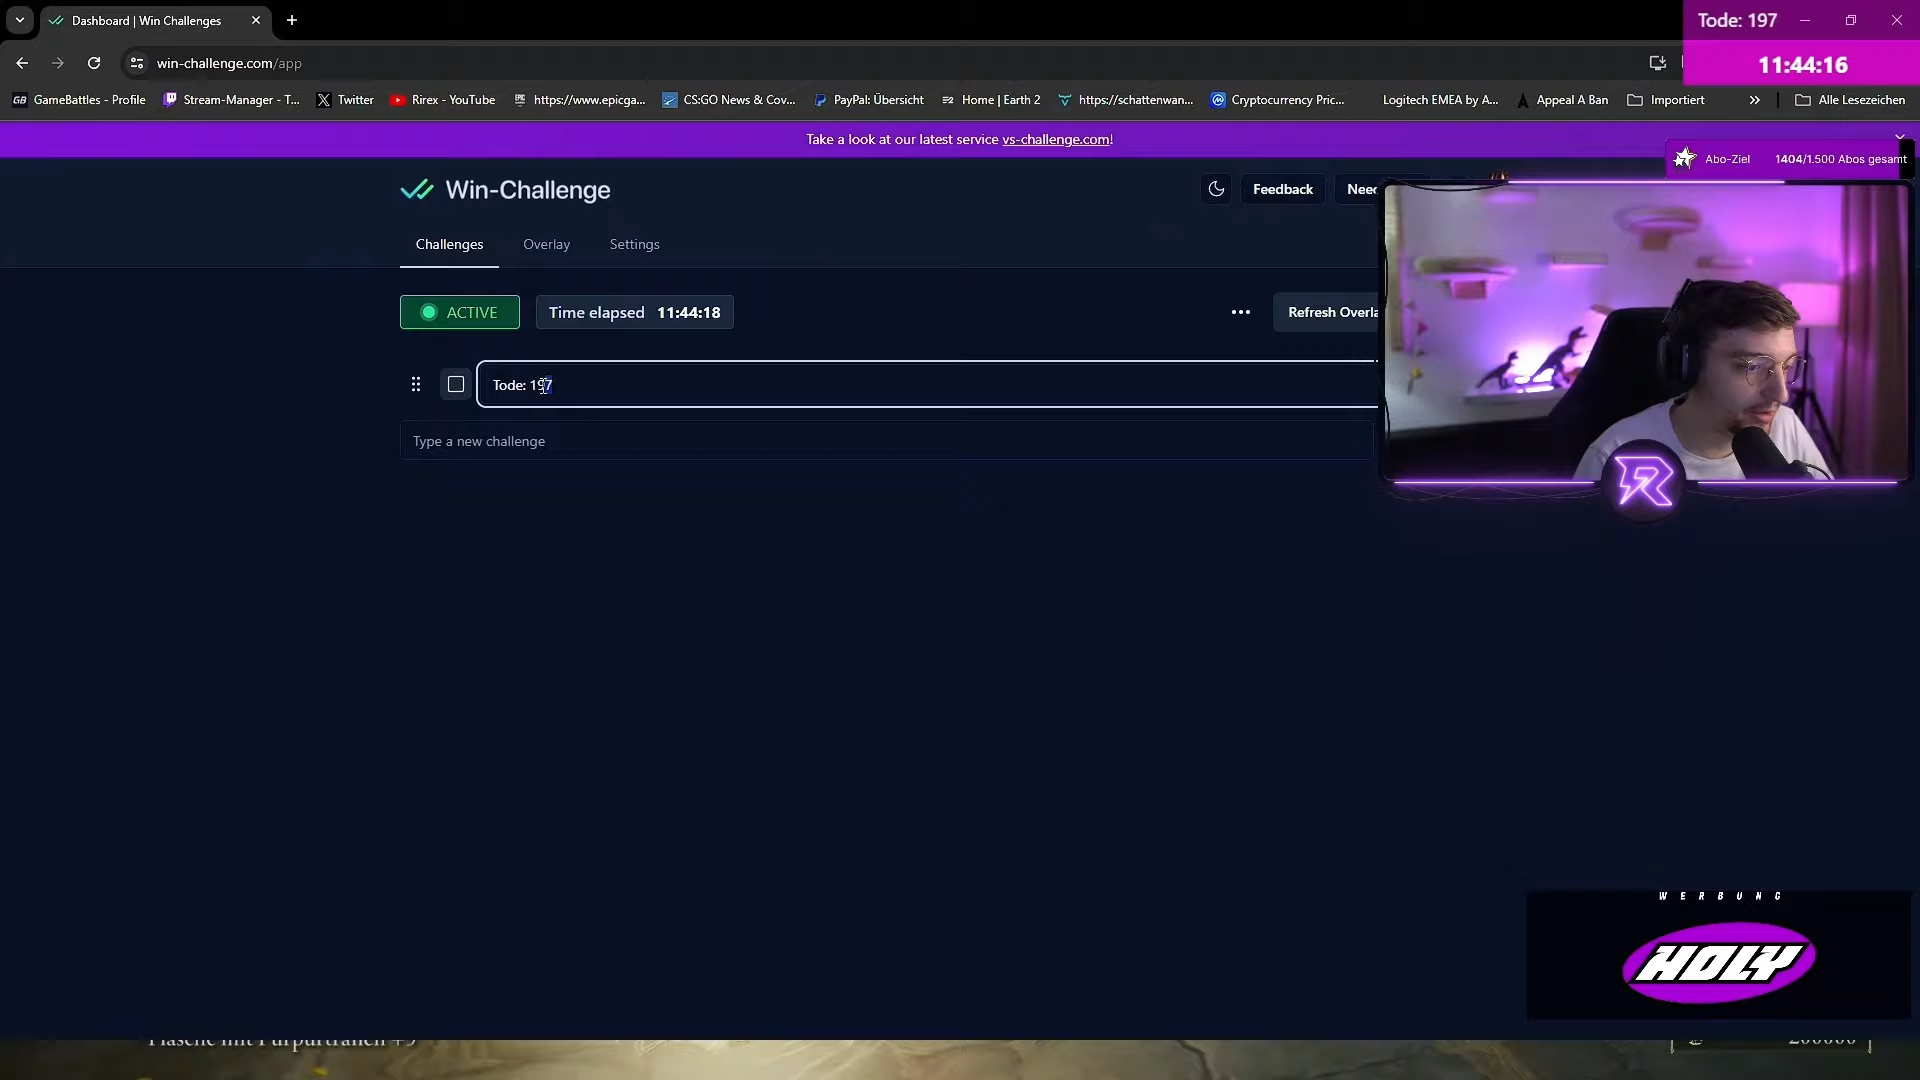 Dashboard | Win Challenges
Tode: 197
win-challenge.com/app
11:44:16
GameBattles - Profile
Stream-Manager - T...
Twitter
Rirex - YouTube
https://www.epicga...
CS:GO News & Cov...
PayPal: Übersicht
Home | Earth 2
https://schattenwan...
Cryptocurrency Pric...
Logitech EMEA by A...
Appeal A Ban
Importiert
Alle Lesezeichen
Take a look at our latest service vs-challenge.com!
Abo-Ziel 1404/1.500 Abos gesamt
Win-Challenge
Feedback
Challenges
Overlay
Settings
ACTIVE
Time elapsed 11:44:18
Refresh
Tode: 197
Type a new challenge
WERBUNG
HOLY